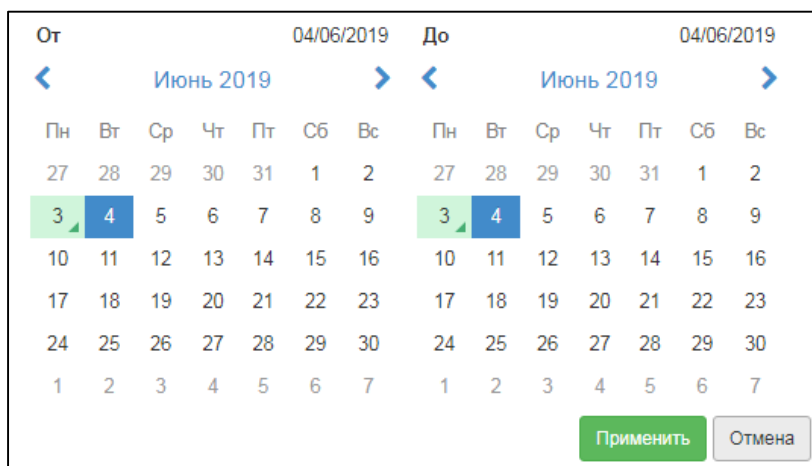 От 04/06/2019 До 04/06/2019
Июнь 2019 Июнь 2019
Пн Вт Ср Чт Пт Сб Вс Пн Вт Ср Чт Пт Сб Вс
27 28 29 30 31 1 2 27 28 29 30 31 1 2
3 4 5 6 7 8 9 3 4 5 6 7 8 9
10 11 12 13 14 15 16 10 11 12 13 14 15 16
17 18 19 20 21 22 23 17 18 19 20 21 22 23
24 25 26 27 28 29 30 24 25 26 27 28 29 30
1 2 3 4 5 6 7 1 2 3 4 5 6 7
Применить Отмена